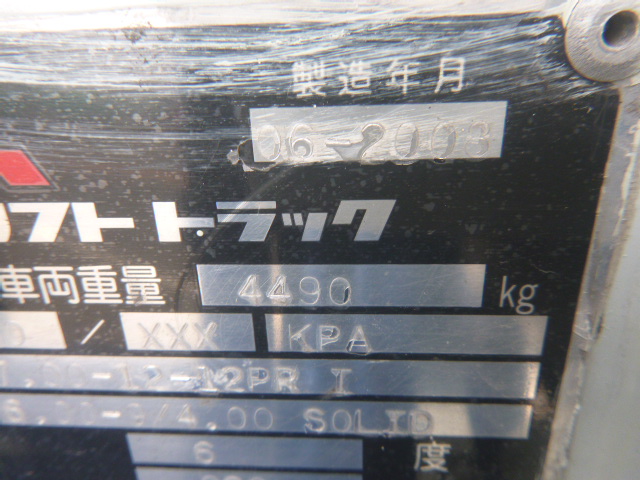 製造年月
06-2003
フトトラック
車両重量 4490 kg
/ XXX KPA
.00-12-12PR I
/4.00 SOLID
6 度